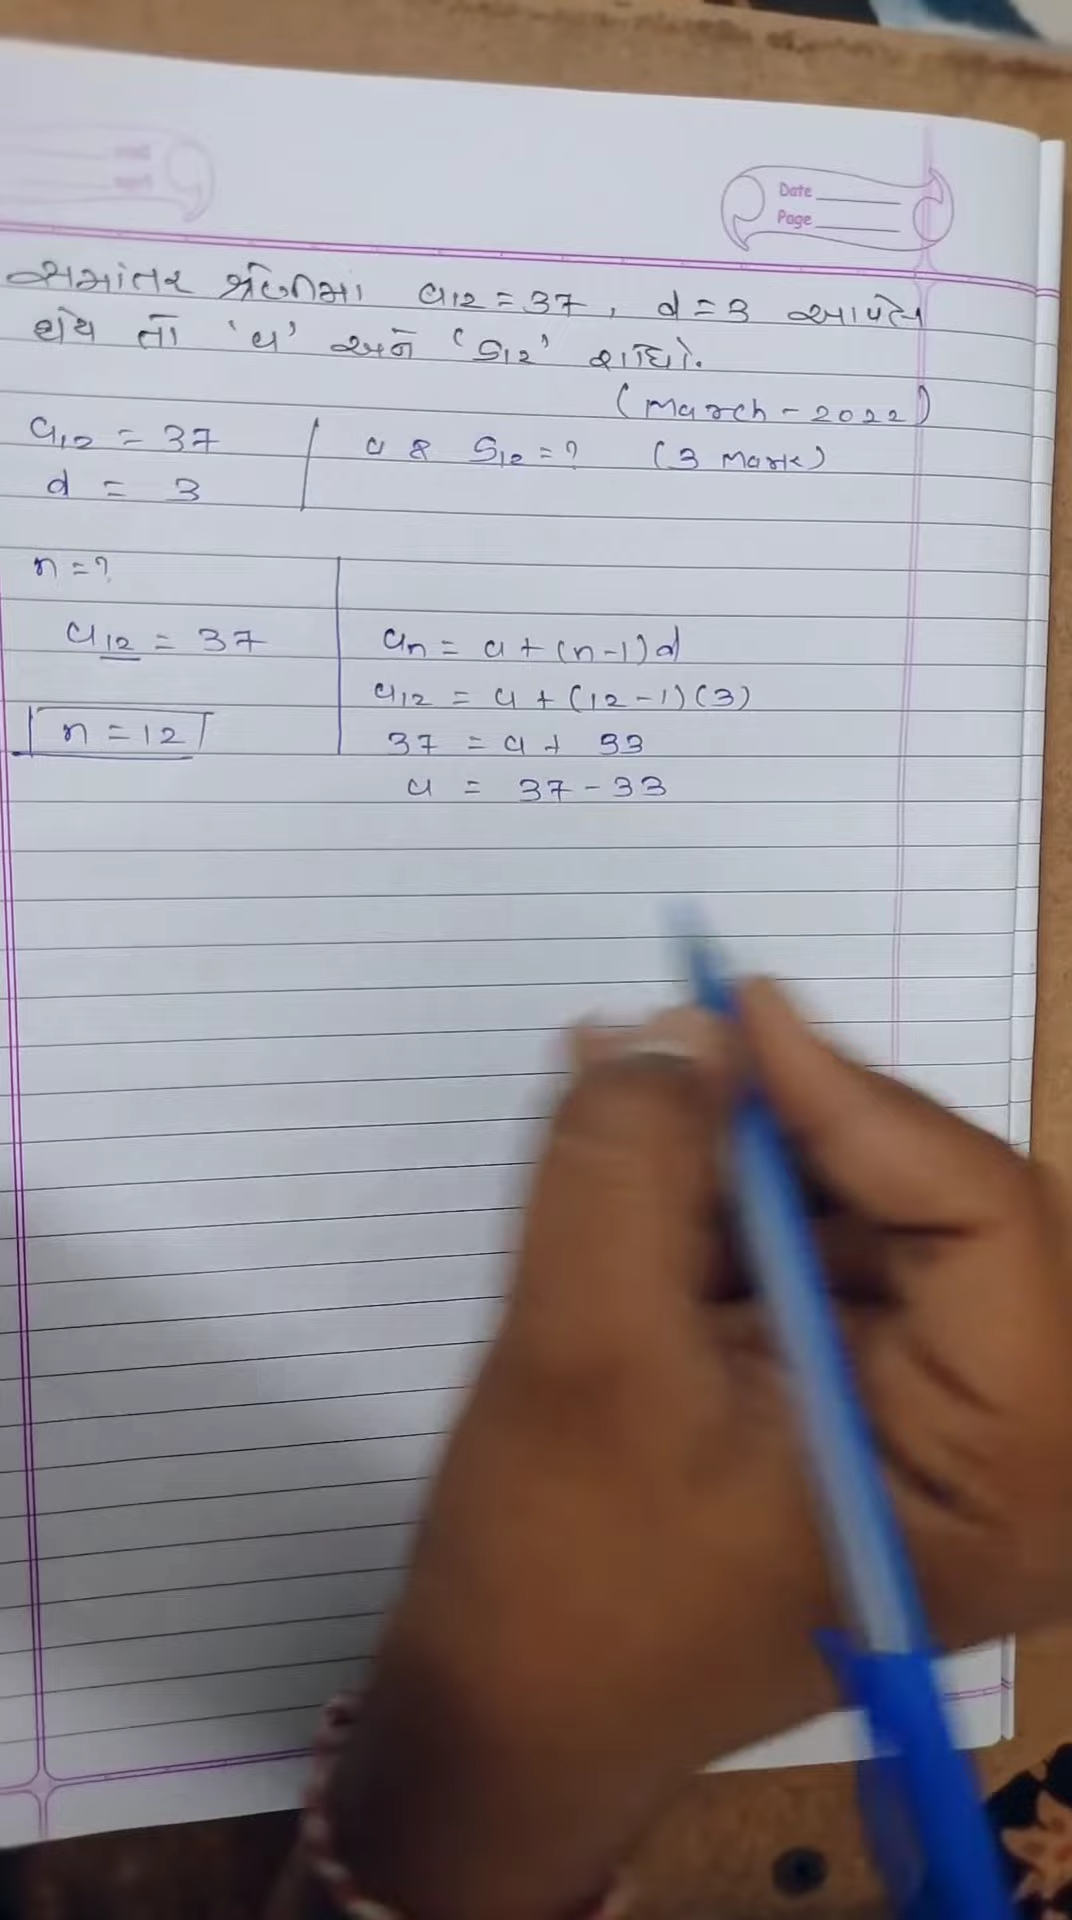 Date
Page
સમાંતર શ્રેણીમાં a12 = 37, d = 3 આપેલ
હોય તો 'a' અને 'S12' શોધો.
(March - 2022)
a12 = 37 a & S12 = ? (3 Mark)
d = 3
n = ?
a12 = 37 an = a + (n-1)d
a12 = a + (12-1)(3)
n = 12 37 = a + 33
a = 37 - 33